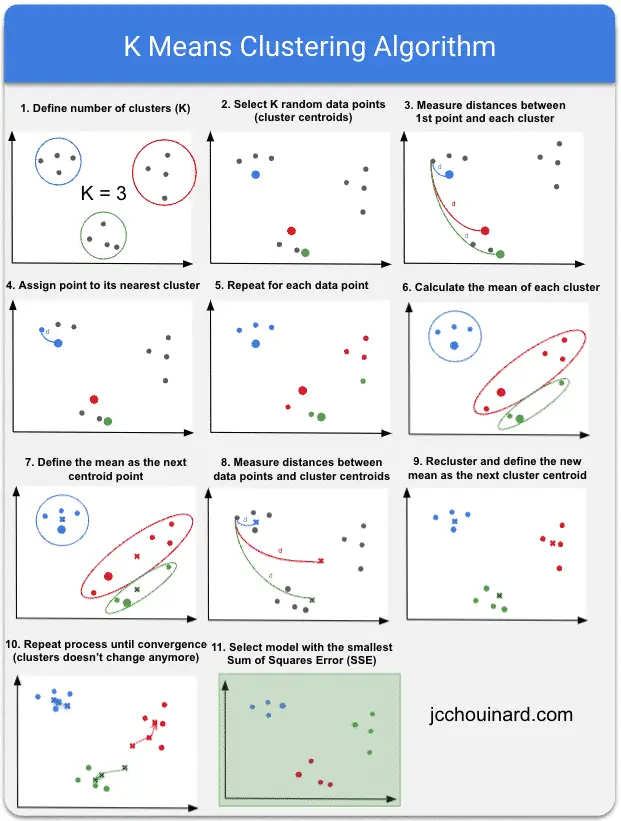 K Means Clustering Algorithm
1. Define number of clusters (K)
K = 3
2. Select K random data points
(cluster centroids)
3. Measure distances between
1st point and each cluster
d
d
d
4. Assign point to its nearest cluster
d
5. Repeat for each data point
6. Calculate the mean of each cluster
7. Define the mean as the next
centroid point
8. Measure distances between
data points and cluster centroids
d
d
d
9. Recluster and define the new
mean as the next cluster centroid
10. Repeat process until convergence
(clusters doesn't change anymore)
11. Select model with the smallest
Sum of Squares Error (SSE)
jcchouinard.com